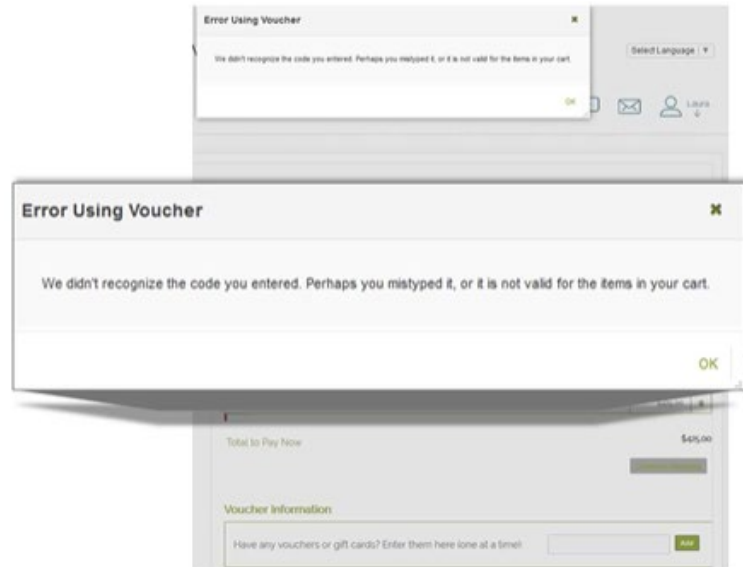 Error Using Voucher
We didn't recognize the code you entered. Perhaps you mistyped it, or it is not valid for the items in your cart.
OK
Select Language
Laura
Error Using Voucher
We didn't recognize the code you entered. Perhaps you mistyped it, or it is not valid for the items in your cart.
OK
Total to Pay Now $415.00
Voucher Information
Have any vouchers or gift cards? Enter them here (one at a time): Add